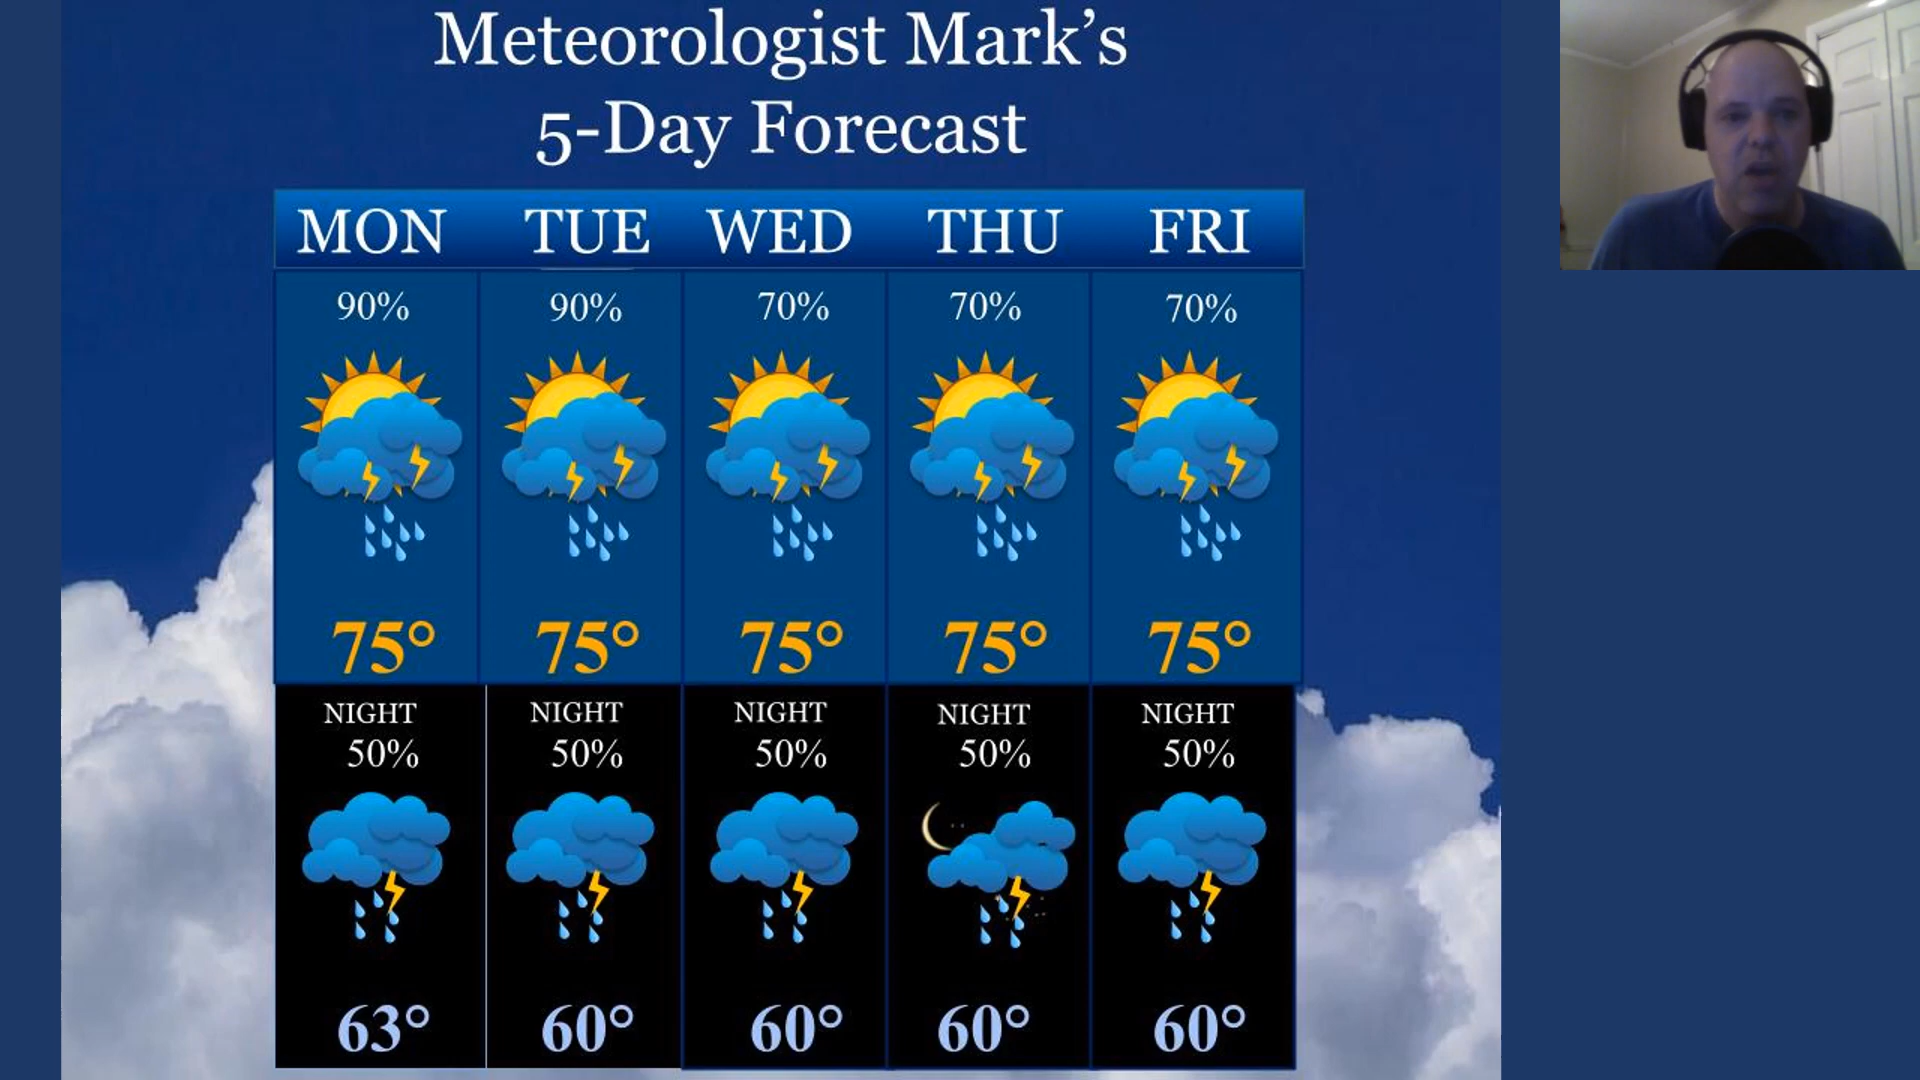 Meteorologist Mark’s
5-Day Forecast
MON TUE WED THU FRI
90% 90% 70% 70% 70%
75° 75° 75° 75° 75°
NIGHT NIGHT NIGHT NIGHT NIGHT
50% 50% 50% 50% 50%
63° 60° 60° 60° 60°